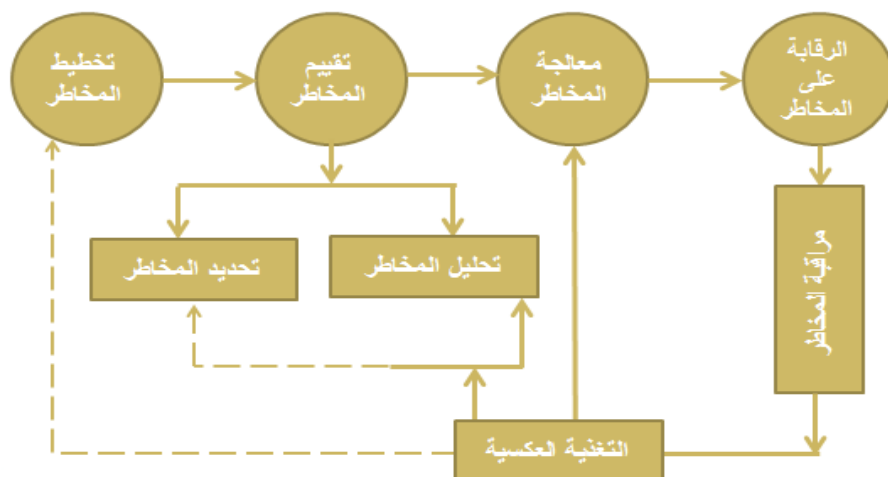 تخطيط
المخاطر
تقييم
المخاطر
معالجة
المخاطر
الرقابة
على
المخاطر
تحديد المخاطر
تحليل المخاطر
مراقبة المخاطر
التغذية العكسية